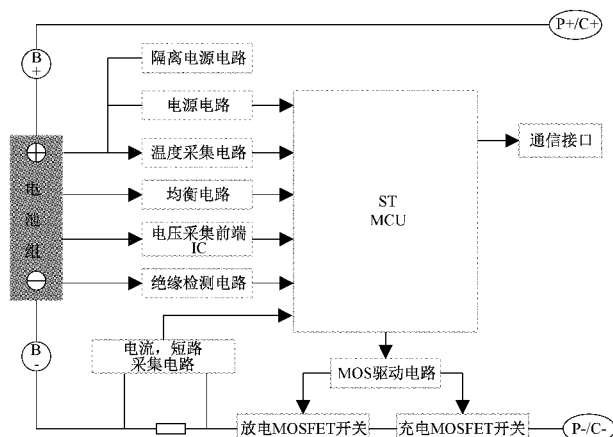 P+/C+
B
+
隔离电源电路
电源电路
通信接口
温度采集电路
电池组
均衡电路
ST
MCU
电压采集前端
IC
绝缘检测电路
B
-
电流，短路
采集电路
MOS驱动电路
放电MOSFET开关
充电MOSFET开关
P-/C-